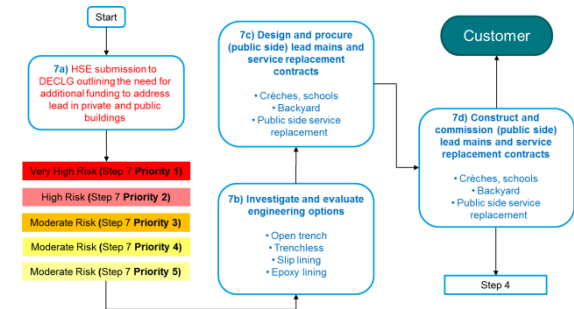 Start
7a) HSE submission to
DECLG outlining the need for
additional funding to address
lead in private and public
buildings
Very High Risk (Step 7 Priority 1)
High Risk (Step 7 Priority 2)
Moderate Risk (Step 7 Priority 3)
Moderate Risk (Step 7 Priority 4)
Moderate Risk (Step 7 Priority 5)
7b) Investigate and evaluate
engineering options
• Open trench
• Trenchless
• Slip lining
• Epoxy lining
7c) Design and procure
(public side) lead mains and
service replacement
contracts
• Crèches, schools
• Backyard
• Public side service
replacement
7d) Construct and
commission (public side)
lead mains and service
replacement contracts
• Crèches, schools
• Backyard
• Public side service
replacement
Customer
Step 4